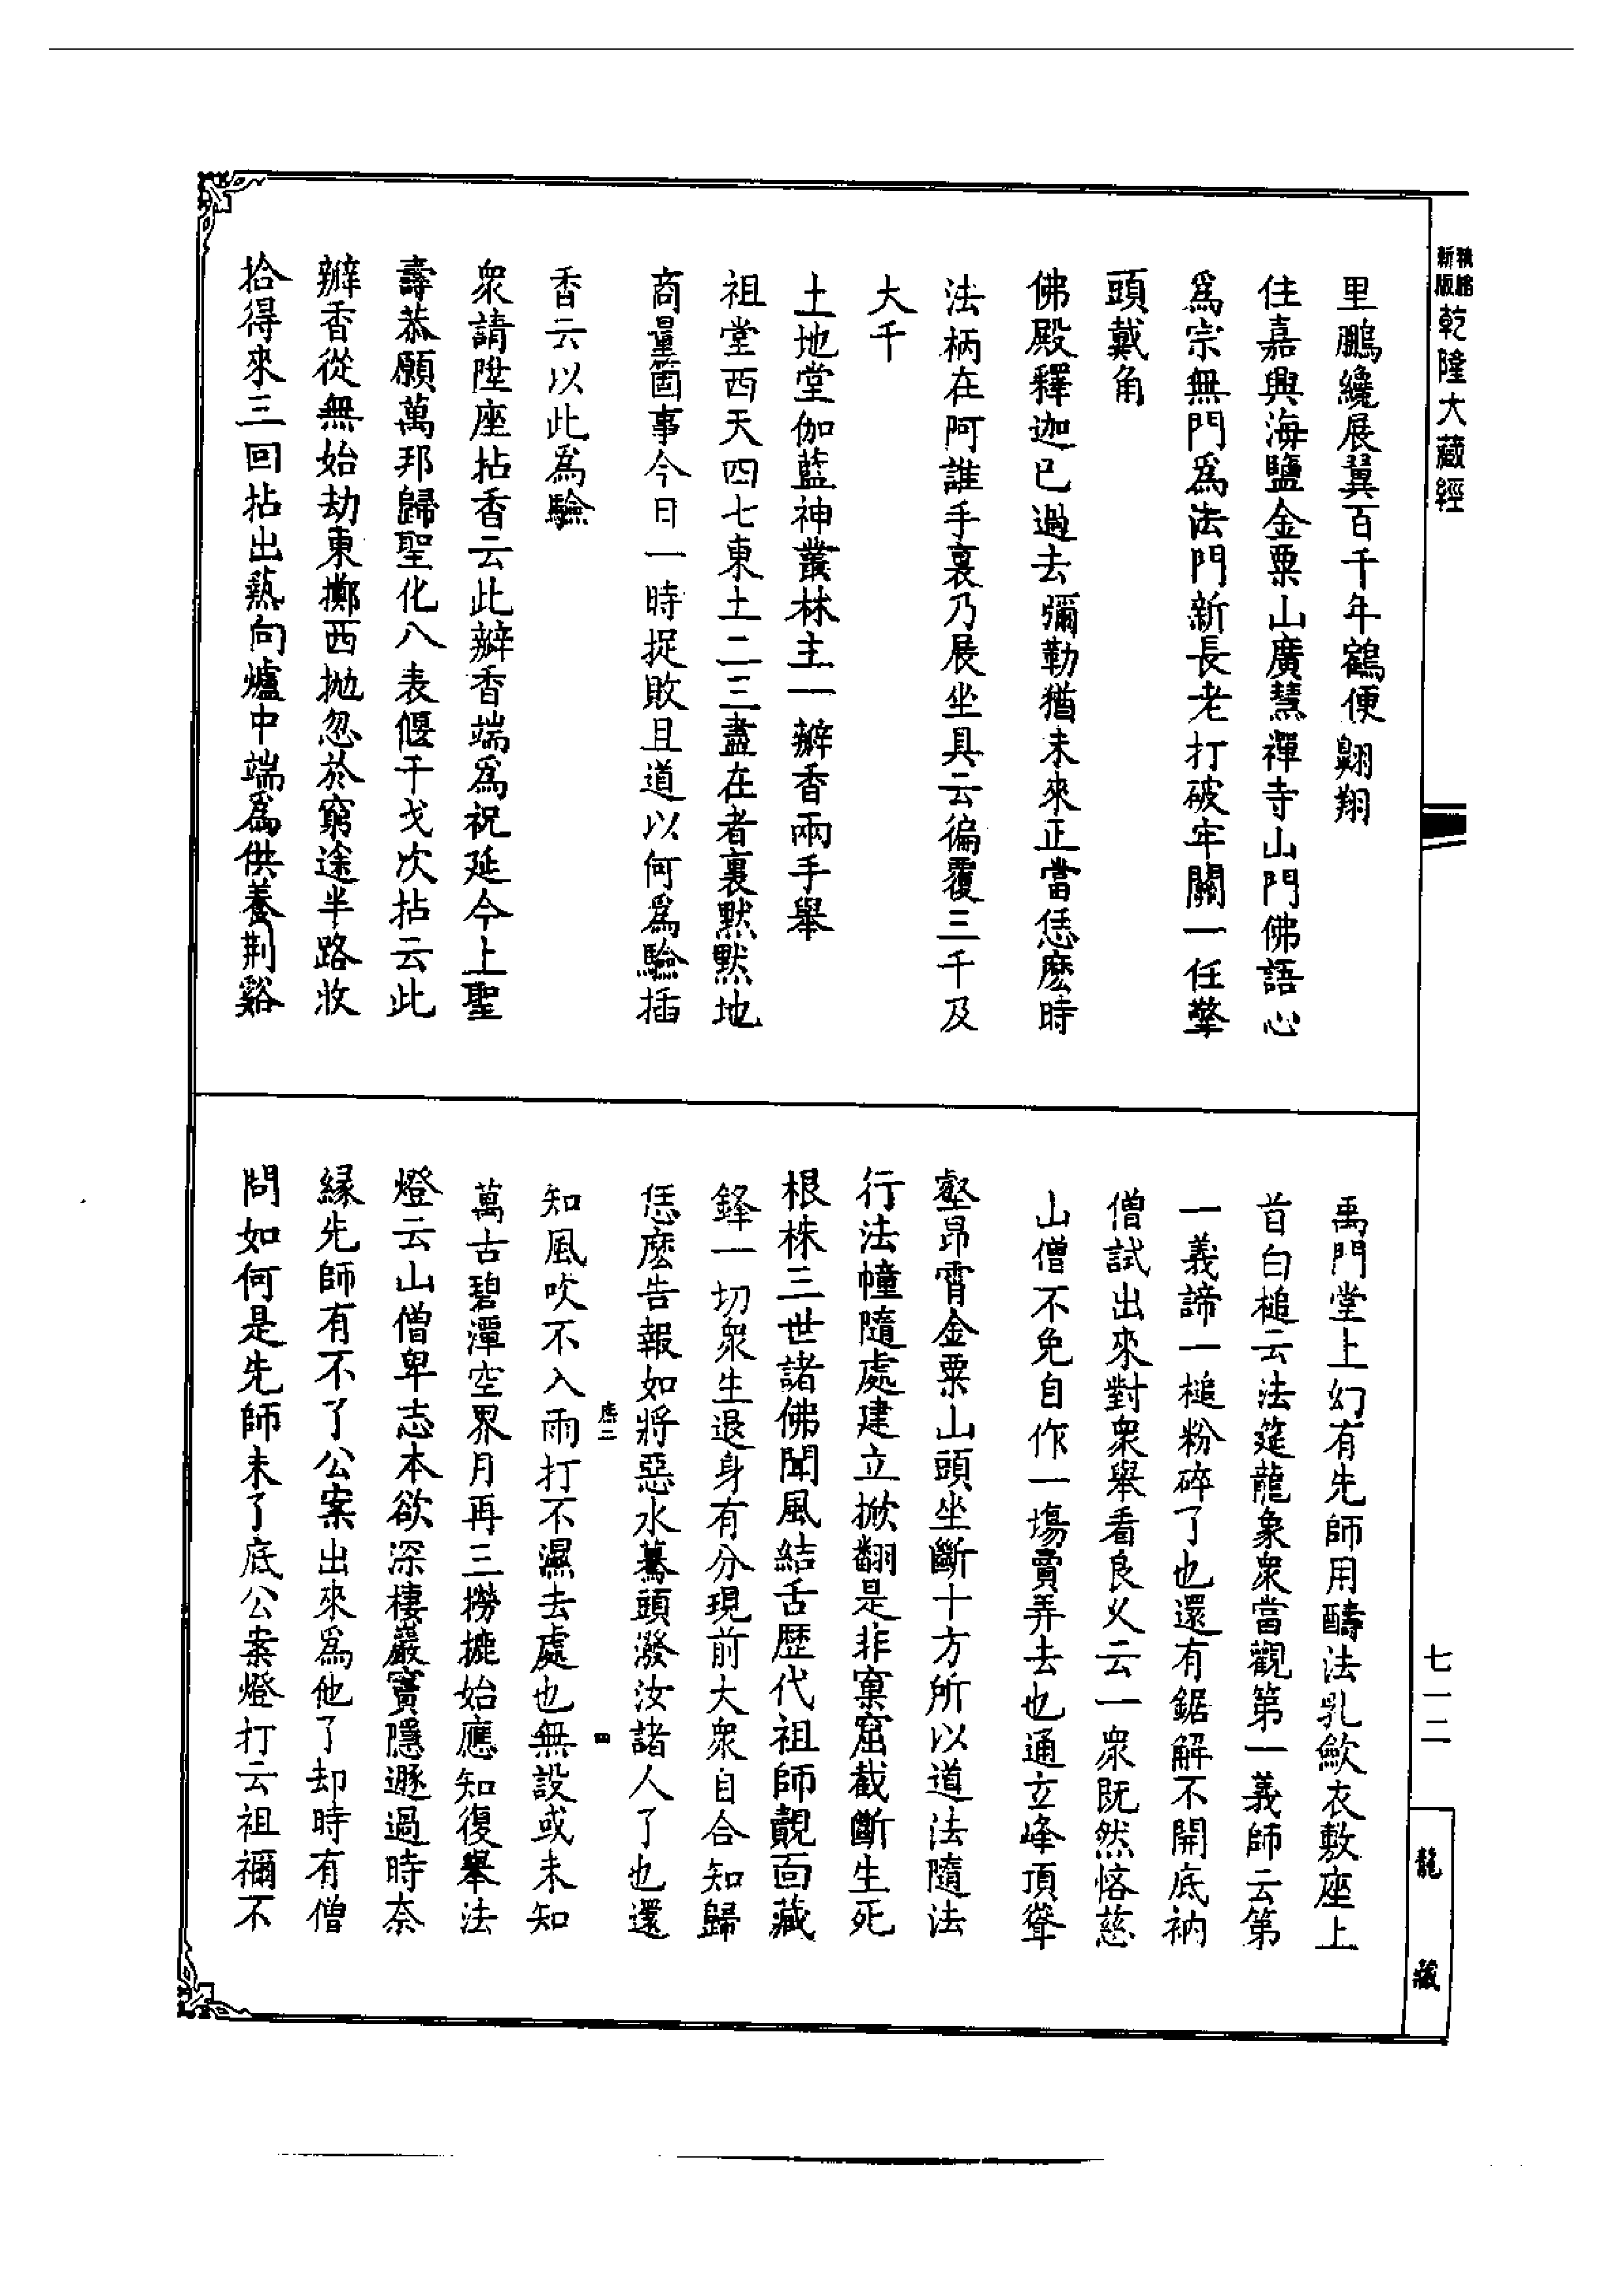 新版
乾隆大藏經
里鵬纔展翼百千年鶴便翺翔
住嘉興海鹽金粟山廣慧禪寺山門佛語心
爲宗無門爲法門新長老打破牢關一任擎
頭戴角
佛殿釋迦已過去彌勒猶未來正當恁麽時
法柄在阿誰手裏乃展坐具云徧覆三千及
大千
土地堂伽藍神叢林主一瓣香兩手舉
祖堂西天四七東土二三盡在者裏默默地
商量箇事今日一時捉敗且道以何爲驗插
香云以此爲驗
衆請陞座拈香云此瓣香端爲祝延今上聖
壽恭願萬邦歸聖化八表偃干戈次拈云此
瓣香從無始劫東擲西抛忽於窮途半路收
拾得來三回拈出爇向爐中端爲供養荆谿
禹門堂上幻有先師用醻法乳歛衣敷座上
首白槌云法筵龍象衆當觀第一義師云第
一義諦一槌粉碎了也還有鋸解不開底衲
僧試出來對衆舉看良乆云一衆既然恡慈
山僧不免自作一塲賣弄去也通立峰頂聳
壑昂霄金粟山頭坐斷十方所以道法隨法
行法幢隨處建立掀翻是非窠窟截斷生死
根株三世諸佛聞風結舌歴代祖師覿面藏
鋒一切衆生退身有分現前大衆自合知歸
恁麽告報如將惡水驀頭潑汝諸人了也還
知風吹不入雨打不濕去處也無設或未知
萬古碧潭空界月再三撈摝始應知復舉法
燈云山僧卑志本欲深棲巖竇隱遯過時奈
縁先師有不了公案出來爲他了却時有僧
問如何是先師未了底公案燈打云祖禰不
四
七一二
龍藏